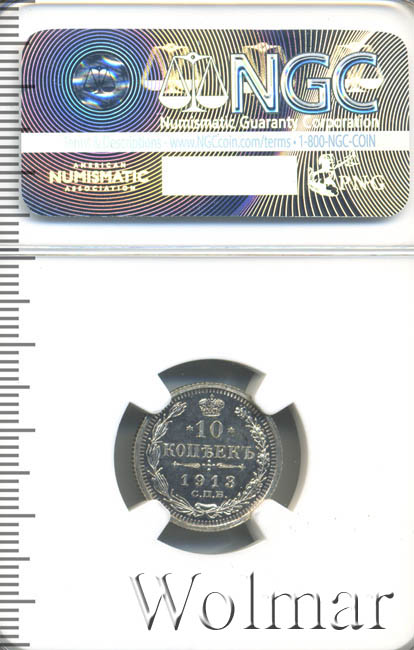 NGC
Numismatic Guaranty Corporation
Descriptions · www.NGCcoin.com/terms · 1-800-NGC-COIN
AMERICAN
NUMISMATIC
ASSOCIATION
PNG
10
КОПѢЕКЪ
1913
С.П.Б.
Wolmar